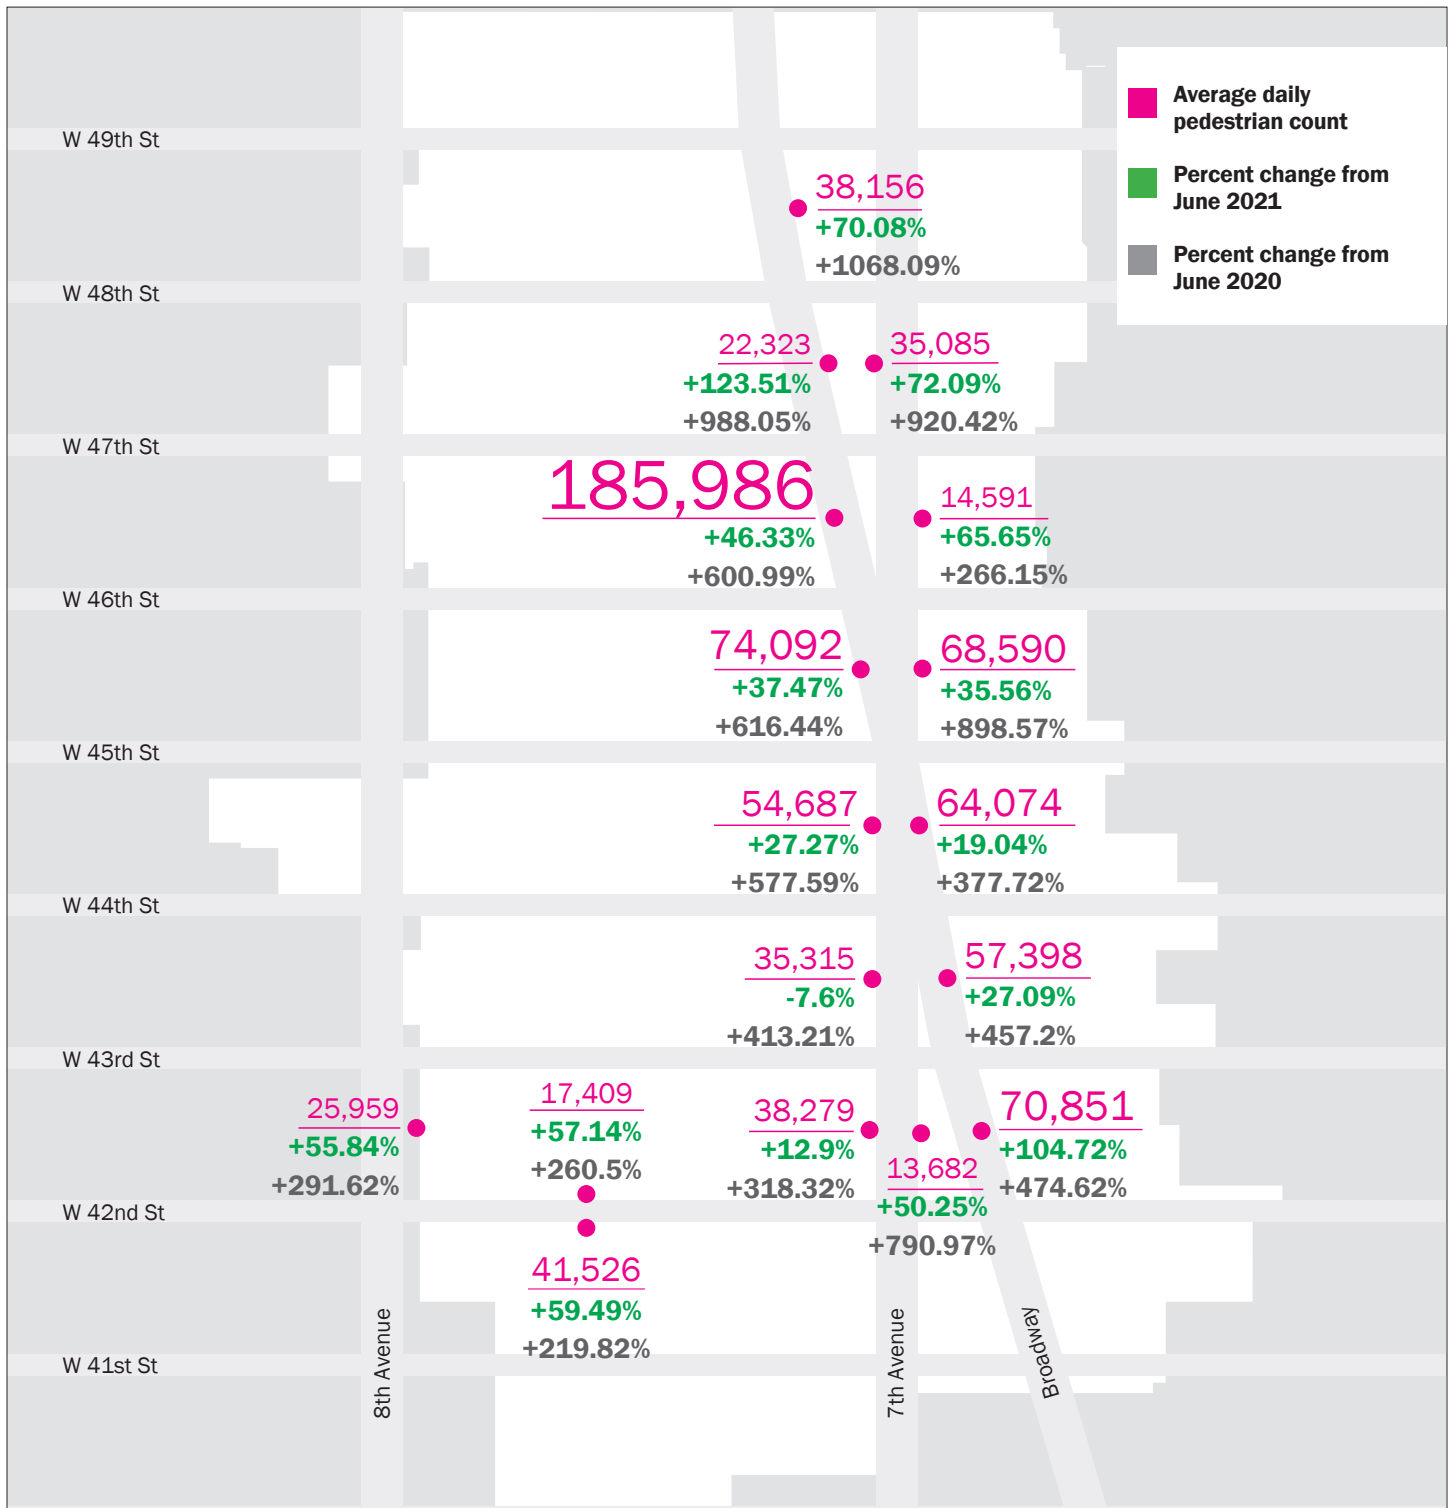 Average daily
pedestrian count
Percent change from
June 2021
Percent change from
June 2020
W 49th St
38,156
+70.08%
+1068.09%
W 48th St
22,323
+123.51%
+988.05%
35,085
+72.09%
+920.42%
W 47th St
185,986
+46.33%
+600.99%
14,591
+65.65%
+266.15%
W 46th St
74,092
+37.47%
+616.44%
68,590
+35.56%
+898.57%
W 45th St
54,687
+27.27%
+577.59%
64,074
+19.04%
+377.72%
W 44th St
35,315
-7.6%
+413.21%
57,398
+27.09%
+457.2%
W 43rd St
25,959
+55.84%
+291.62%
17,409
+57.14%
+260.5%
38,279
+12.9%
+318.32%
13,682
+50.25%
+790.97%
70,851
+104.72%
+474.62%
W 42nd St
41,526
+59.49%
+219.82%
W 41st St
8th Avenue
7th Avenue
Broadway